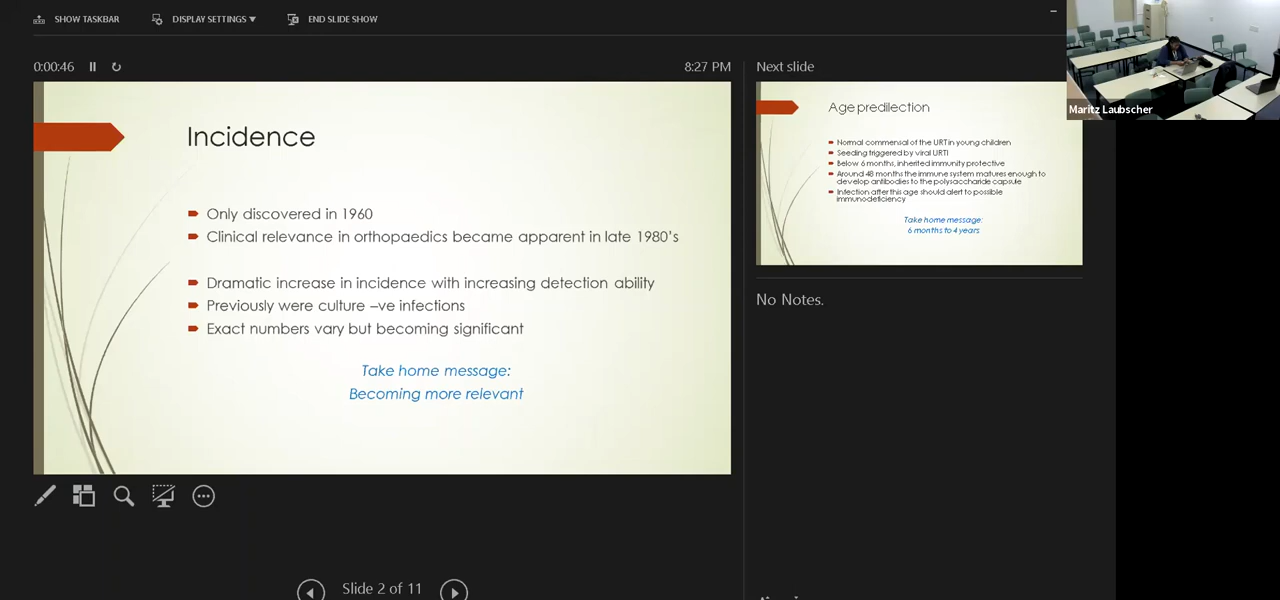 SHOW TASKBAR
DISPLAY SETTINGS ▼
END SLIDE SHOW
0:00:46
8:27 PM
Next slide
Incidence
Only discovered in 1960
Clinical relevance in orthopaedics became apparent in late 1980's
Dramatic increase in incidence with increasing detection ability
Previously were culture –ve infections
Exact numbers vary but becoming significant
Take home message:
Becoming more relevant
Age predilection
Normal commensal of the URT in young children
Seeding triggered by viral URTI
Below 6 months, inherited immunity protective
Around 48 months the immune system matures enough to
develop antibodies to the polysaccharide capsule
Infection after this age should alert to possible
immunodeficiency
Take home message:
6 months to 4 years
Maritz Laubscher
No Notes.
Slide 2 of 11